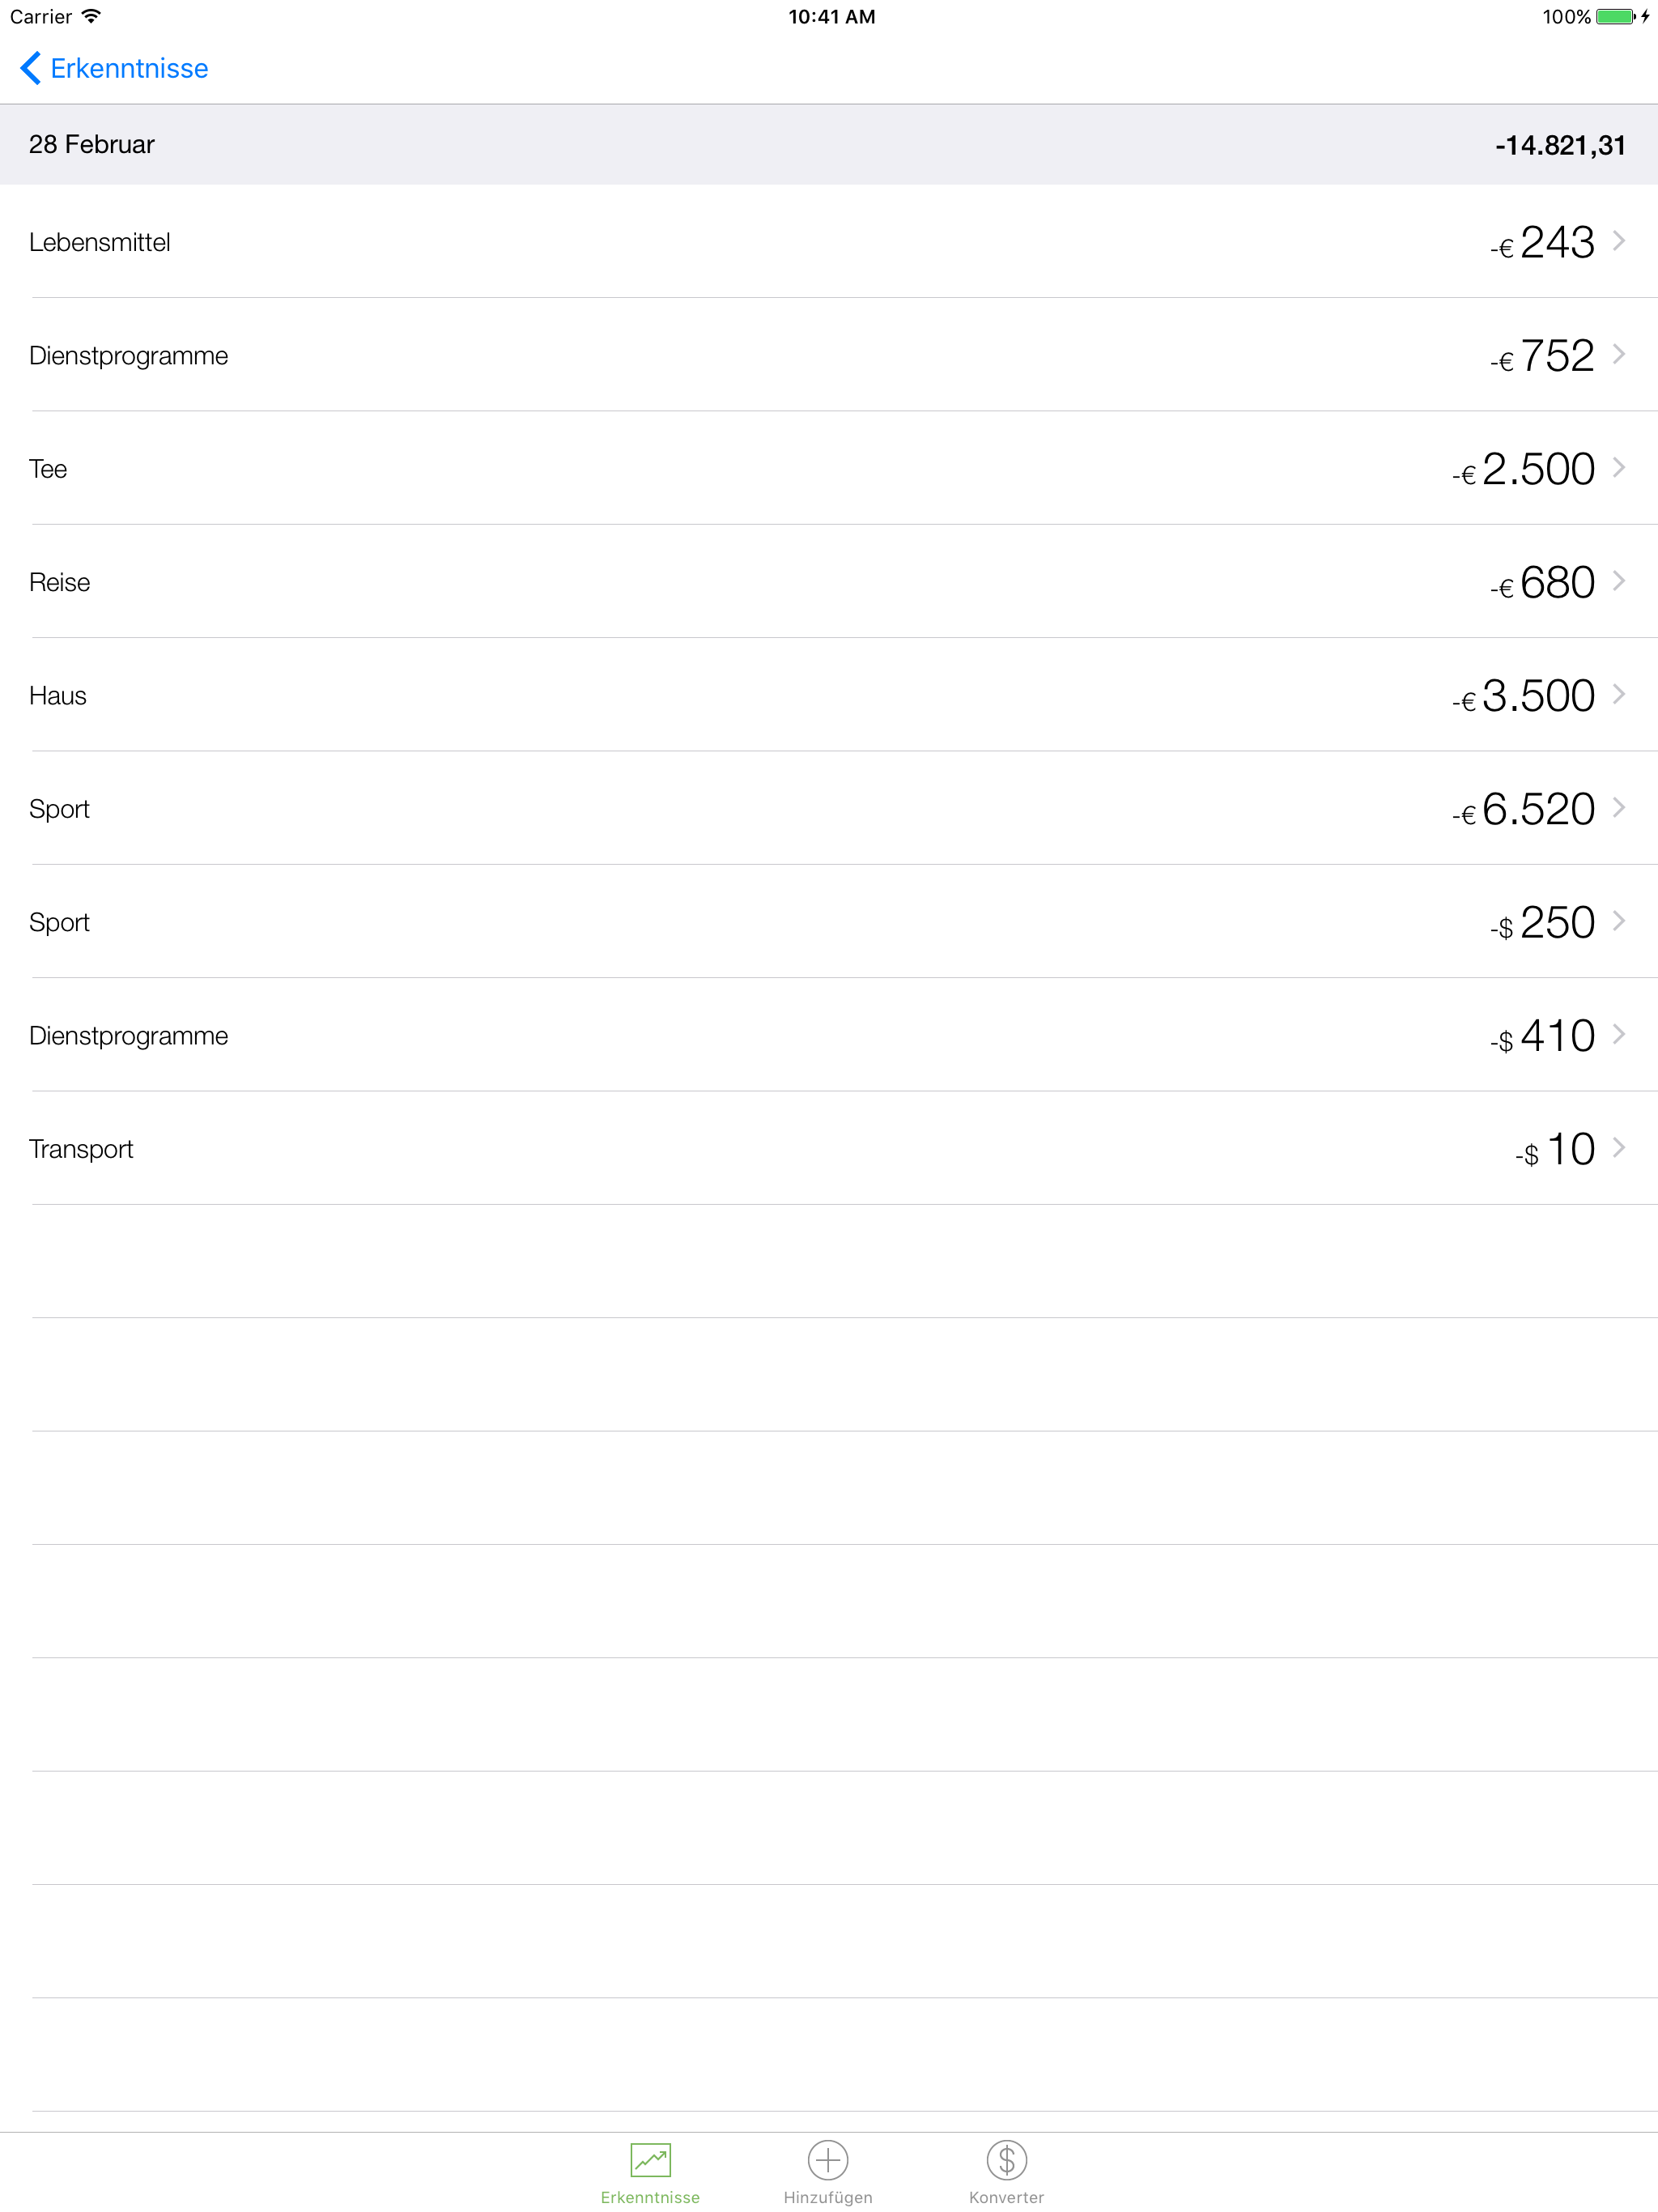 Carrier 10:41 AM 100%
Erkenntnisse
28 Februar -14.821,31
Lebensmittel -€ 243
Dienstprogramme -€ 752
Tee -€ 2.500
Reise -€ 680
Haus -€ 3.500
Sport -€ 6.520
Sport -$ 250
Dienstprogramme -$ 410
Transport -$ 10
Erkenntnisse Hinzufügen Konverter